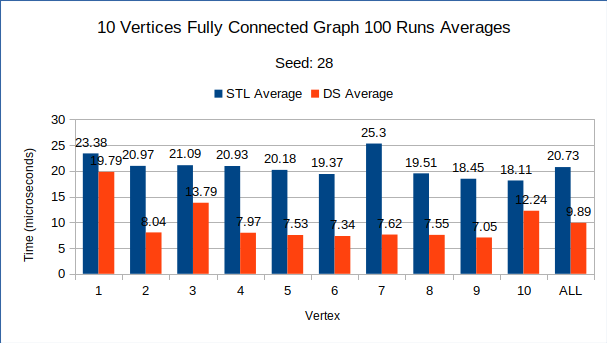 10 Vertices Fully Connected Graph 100 Runs Averages
Seed: 28
STL Average DS Average
Time (microseconds)
30
25
20
15
10
5
0
23.38 19.79 20.97 8.04 21.09 13.79 20.93 7.97 20.18 7.53 19.37 7.34 25.3 7.62 19.51 7.55 18.45 7.05 18.11 12.24 20.73 9.89
1 2 3 4 5 6 7 8 9 10 ALL
Vertex